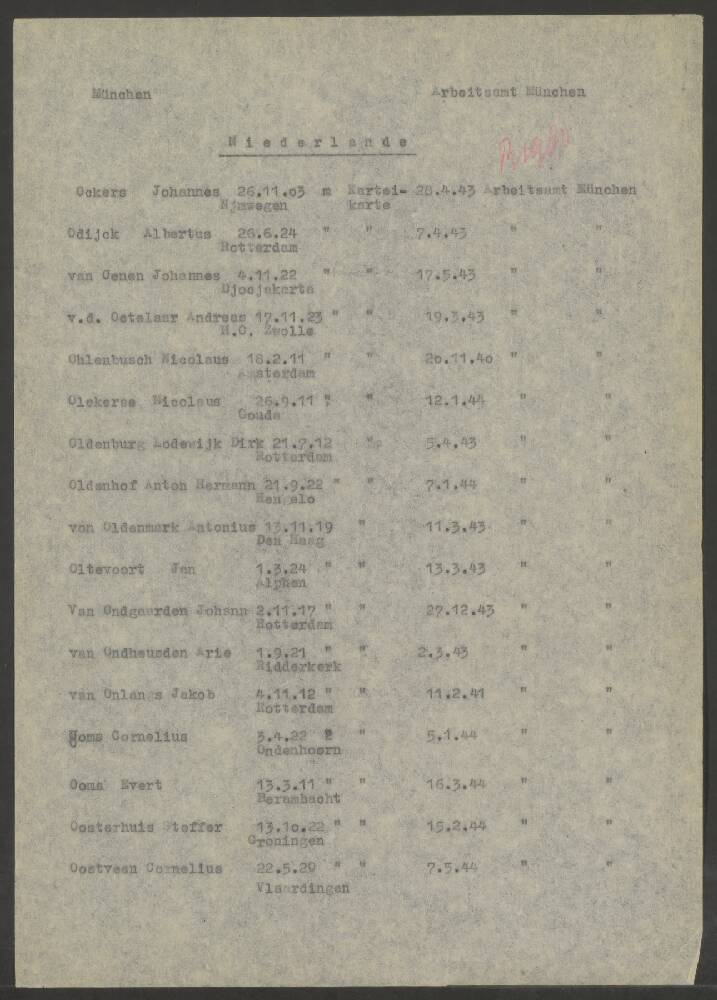 München Arbeitsamt München
Niederlande
Ockers Johannes 26.11.03 m Kartei- 28.4.43 Arbeitsamt München
Nimwegen karte
Odijck Albertus 26.6.24 " " 7.4.43 " "
Rotterdam
van Oenen Johannes 4.11.22 " " 17.5.43 " "
Djocjakarta
v.d. Oetelaar Andreas 17.11.23 " " 19.3.43 " "
H.O. Zwolle
Ohlenbusch Nicolaus 18.2.11 " " 20.11.40 " "
Amsterdam
Olckerse Nicolaus 26.9.11 " " 12.1.44 " "
Gouda
Oldenburg Lodewijk Dirk 21.7.12 " 5.4.43 " "
Rotterdam
Oldenhof Anton Hermann 21.9.22 " " 7.1.44 " "
Hengelo
von Oldenmark Antonius 13.11.19 " 11.3.43 " "
Den Haag
Oltevoort Jan 1.3.24 " " 13.3.43 " "
Alphen
Van Ondgaarden Johann 2.11.17 " " 27.12.43 " "
Rotterdam
van Ondheusden Arie 1.9.21 " " 2.3.43 " "
Ridderkerk
van Onlangs Jakob 4.11.12 " " 11.2.41 " "
Rotterdam
Ooms Cornelius 3.4.22 " " 5.1.44 " "
Ondenhoorn
Ooms Evert 13.3.11 " " 16.3.44 " "
Berambacht
Oosterhuis Stoffer 13.10.22 " " 15.2.44 " "
Groningen
Oostveen Cornelius 22.5.20 " " 7.5.44 " "
Vlaardingen